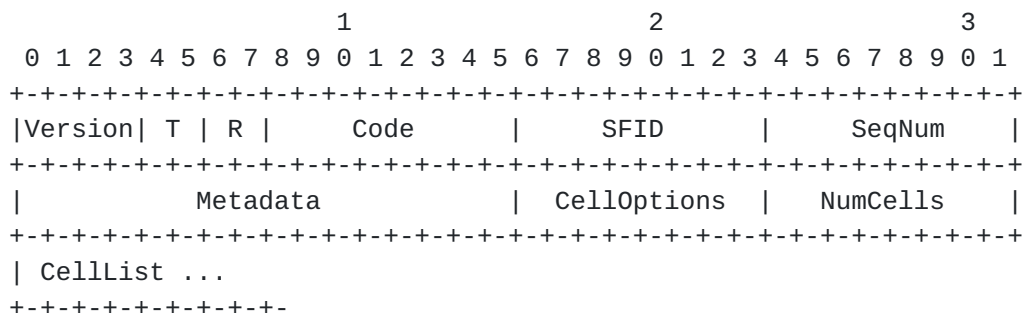 1                   2                   3
 0 1 2 3 4 5 6 7 8 9 0 1 2 3 4 5 6 7 8 9 0 1 2 3 4 5 6 7 8 9 0 1
+-+-+-+-+-+-+-+-+-+-+-+-+-+-+-+-+-+-+-+-+-+-+-+-+-+-+-+-+-+-+-+-+
|Version| T | R |     Code      |     SFID      |     SeqNum    |
+-+-+-+-+-+-+-+-+-+-+-+-+-+-+-+-+-+-+-+-+-+-+-+-+-+-+-+-+-+-+-+-+
|           Metadata            |  CellOptions  |   NumCells    |
+-+-+-+-+-+-+-+-+-+-+-+-+-+-+-+-+-+-+-+-+-+-+-+-+-+-+-+-+-+-+-+-+
| CellList ...
+-+-+-+-+-+-+-+-+-